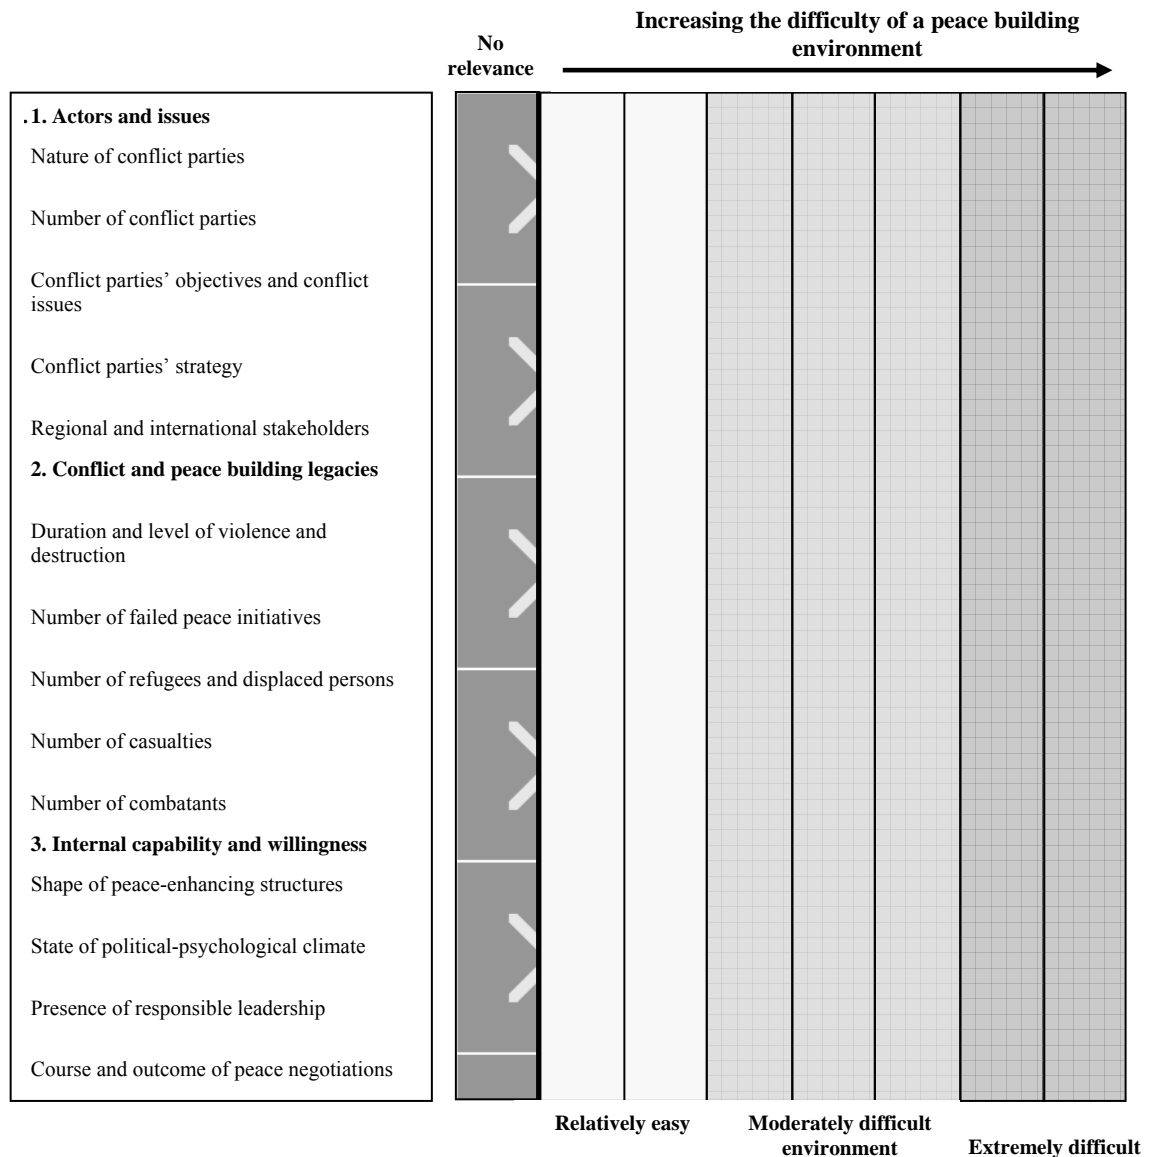 Increasing the difficulty of a peace building
environment
No
relevance
.1. Actors and issues
Nature of conflict parties
Number of conflict parties
Conflict parties’ objectives and conflict
issues
Conflict parties’ strategy
Regional and international stakeholders
2. Conflict and peace building legacies
Duration and level of violence and
destruction
Number of failed peace initiatives
Number of refugees and displaced persons
Number of casualties
Number of combatants
3. Internal capability and willingness
Shape of peace-enhancing structures
State of political-psychological climate
Presence of responsible leadership
Course and outcome of peace negotiations
Relatively easy
Moderately difficult
environment
Extremely difficult